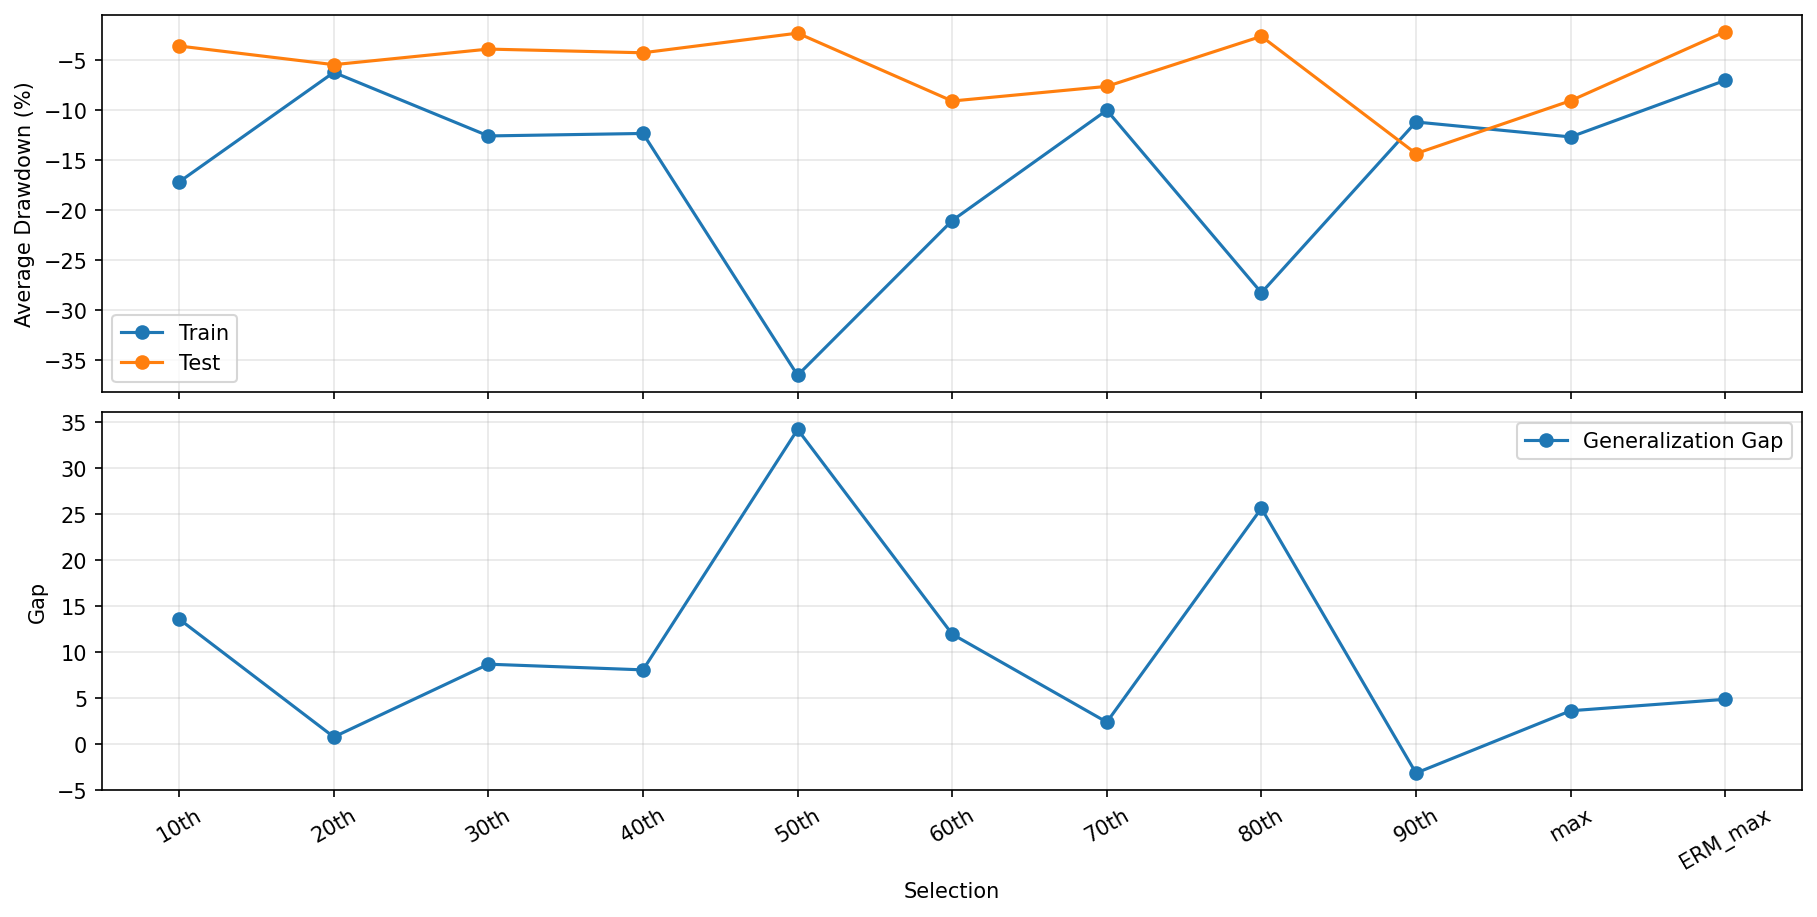 Average Drawdown (%)
−5
−10
−15
−20
−25
−30
−35
Train
Test
Gap
35
30
25
20
15
10
5
0
−5
Generalization Gap
10th
20th
30th
40th
50th
60th
70th
80th
90th
max
ERM_max
Selection